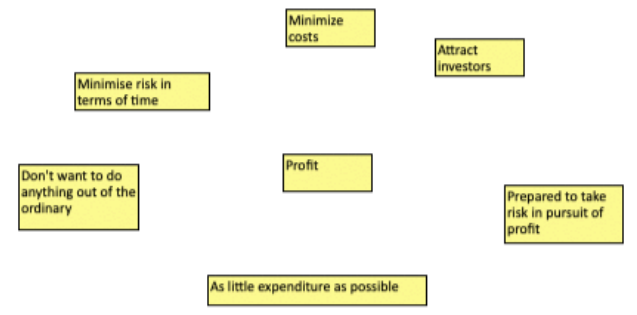 Minimize
costs
Attract
investors
Minimise risk in
terms of time
Profit
Don't want to do
anything out of the
ordinary
Prepared to take
risk in pursuit of
profit
As little expenditure as possible